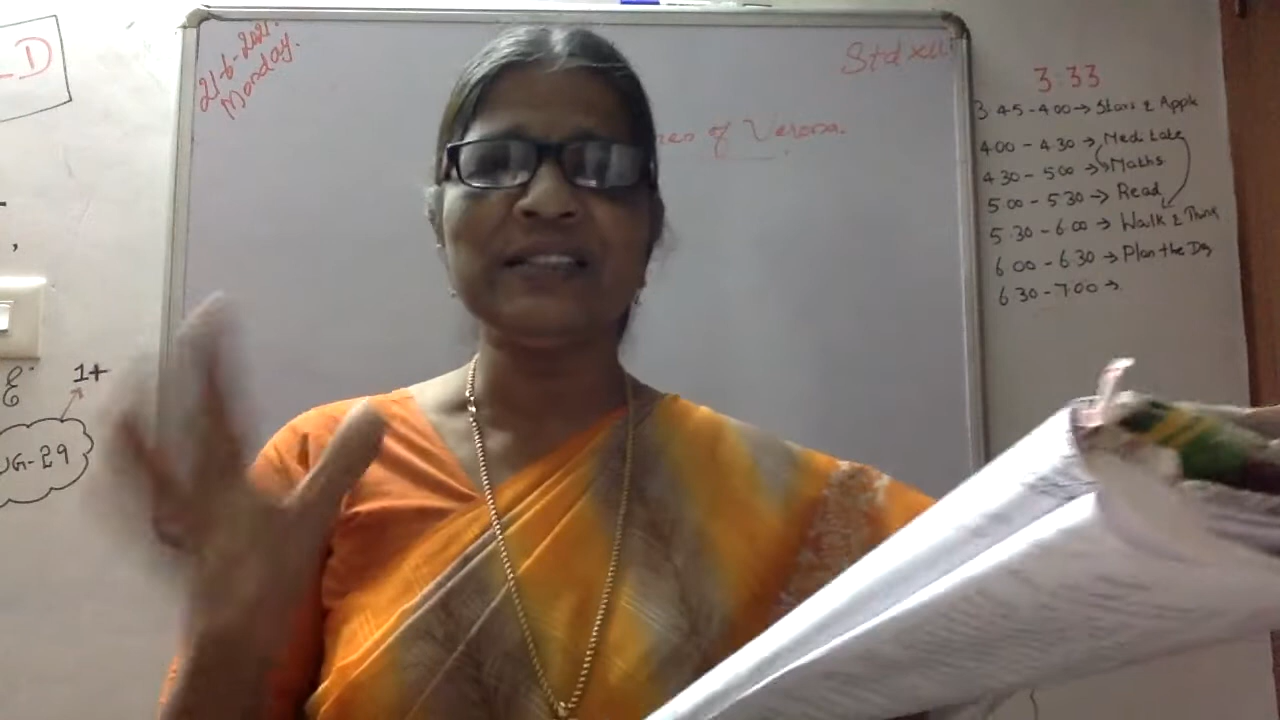 D
21-6-2021.
Monday.
Std XII
of Verona.
3:33
3.45-4.00→ Stars & Apple
4.00 - 4.30 → Meditate
4.30 - 5.00 → Maths
5.00 - 5.30 → Read
5.30 - 6.00 → Walk & Think
6.00 - 6.30 → Plan the Day
6.30 - 7.00 →
E
1+
UG-29